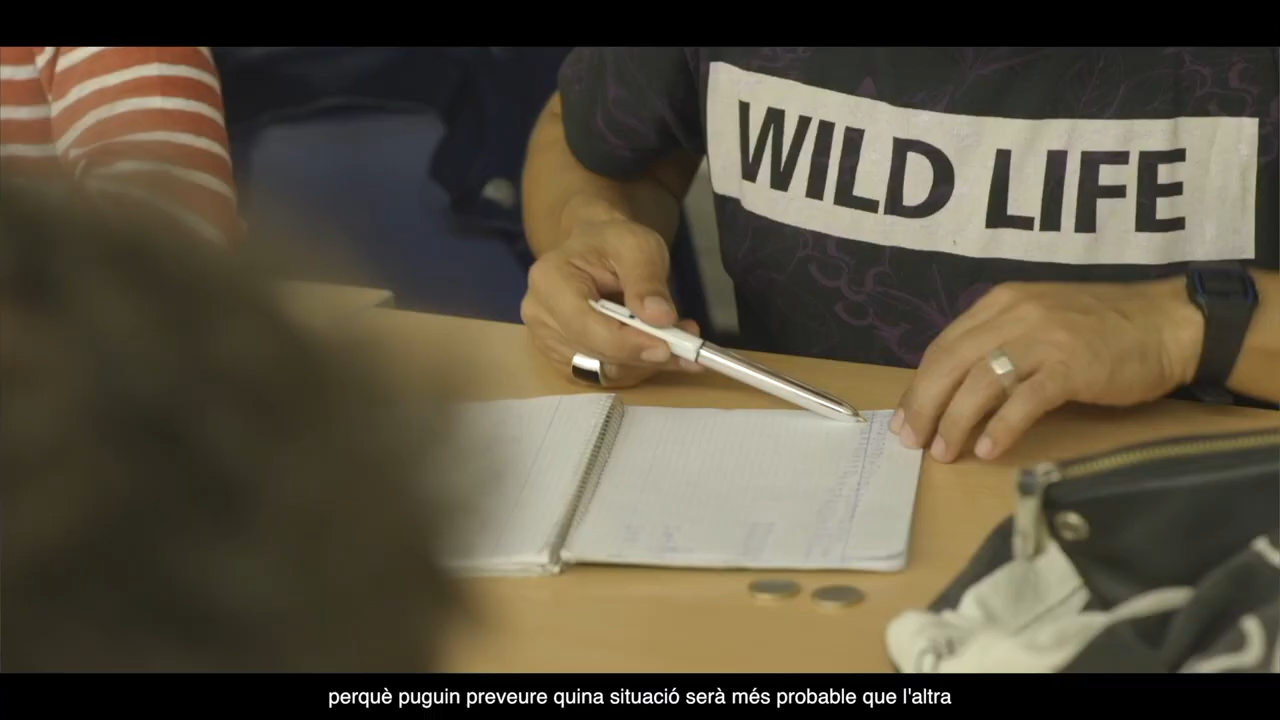 WILD LIFE
perquè puguin preveure quina situació serà més probable que l'altra